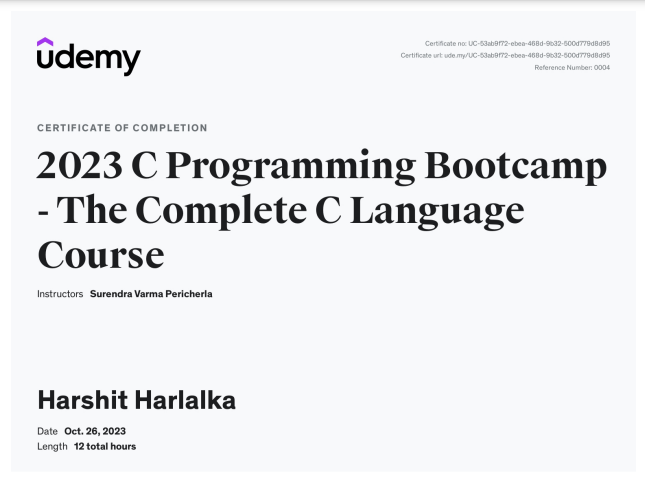 udemy
Certificate no: UC-53ab9f72-ebea-468d-9b32-500d779d8d95
Certificate url: ude.my/UC-53ab9f72-ebea-468d-9b32-500d779d8d95
Reference Number: 0004
CERTIFICATE OF COMPLETION
2023 C Programming Bootcamp
- The Complete C Language
Course
Instructors Surendra Varma Pericherla
Harshit Harlalka
Date Oct. 26, 2023
Length 12 total hours